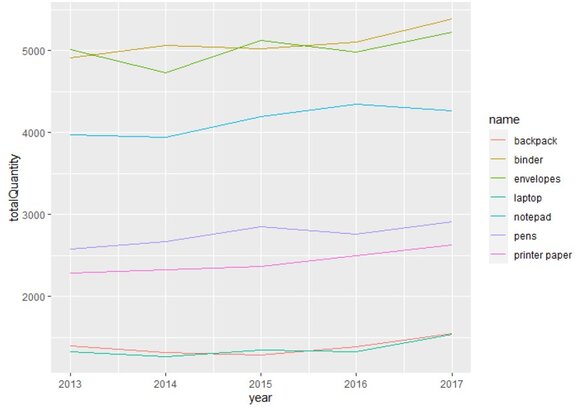 totalQuantity
5000
4000
3000
2000
2013 2014 2015 2016 2017
year
name
backpack
binder
envelopes
laptop
notepad
pens
printer paper